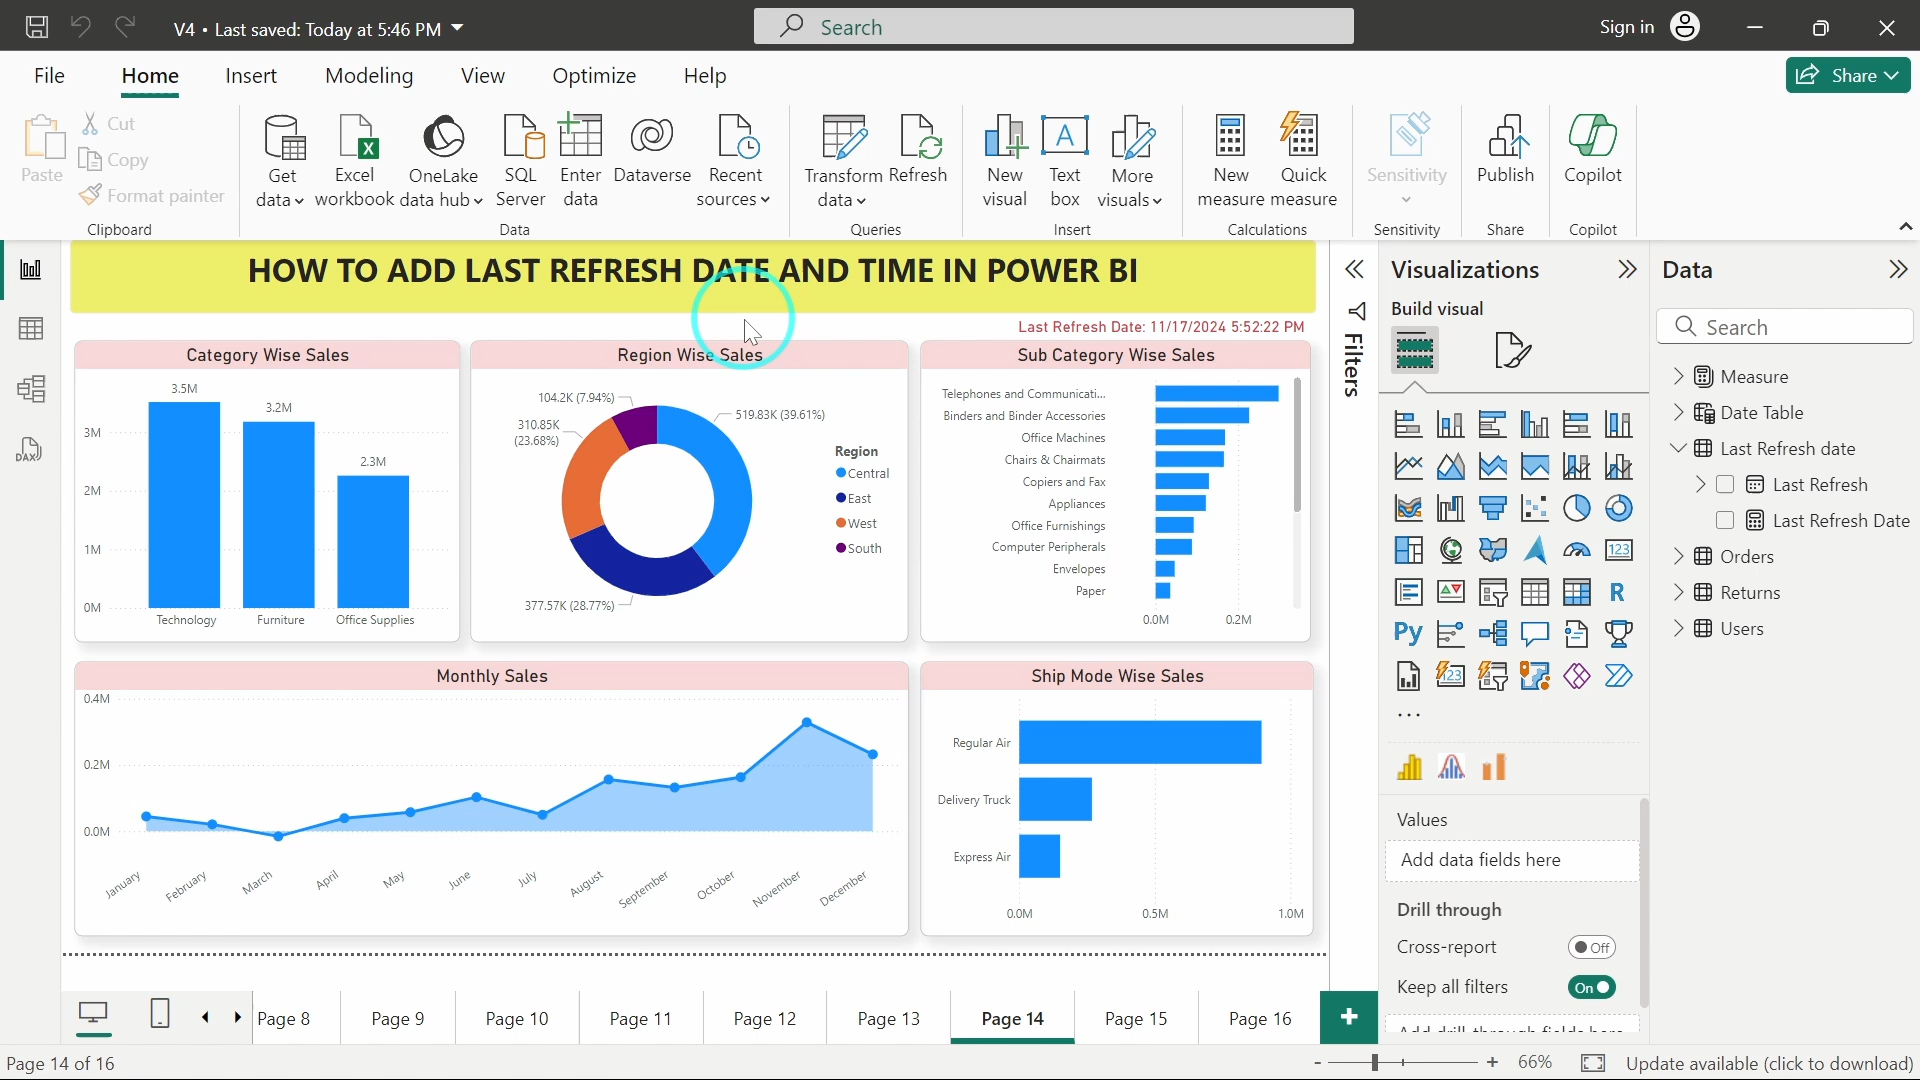 V4 • Last saved: Today at 5:46 PM
Search
Sign in
File
Home
Insert
Modeling
View
Optimize
Help
Share
Paste
Cut
Copy
Format painter
Clipboard
Get data
Excel workbook
OneLake data hub
SQL Server
Enter data
Dataverse
Recent sources
Data
Transform data
Refresh
Queries
New visual
Text box
More visuals
Insert
New measure
Quick measure
Calculations
Sensitivity
Sensitivity
Publish
Share
Copilot
Copilot
HOW TO ADD LAST REFRESH DATE AND TIME IN POWER BI
Last Refresh Date: 11/17/2024 5:52:22 PM
Category Wise Sales
3.5M
3.2M
2.3M
3M
2M
1M
0M
Technology
Furniture
Office Supplies
Region Wise Sales
104.2K (7.94%)
519.83K (39.61%)
310.85K
(23.68%)
377.57K (28.77%)
Region
Central
East
West
South
Sub Category Wise Sales
Telephones and Communicati...
Binders and Binder Accessories
Office Machines
Chairs & Chairmats
Copiers and Fax
Appliances
Office Furnishings
Computer Peripherals
Envelopes
Paper
0.0M
0.2M
Monthly Sales
0.4M
0.2M
0.0M
January
February
March
April
May
June
July
August
September
October
November
December
Ship Mode Wise Sales
Regular Air
Delivery Truck
Express Air
0.0M
0.5M
1.0M
Filters
Visualizations
Build visual
123
R
Py
123
...
Values
Add data fields here
Drill through
Cross-report
Off
Keep all filters
On
Add drill-through fields here
Data
Search
Measure
Date Table
Last Refresh date
Last Refresh
Last Refresh Date
Orders
Returns
Users
DAX
Page 8
Page 9
Page 10
Page 11
Page 12
Page 13
Page 14
Page 15
Page 16
+
Page 14 of 16
-
+
66%
Update available (click to download)